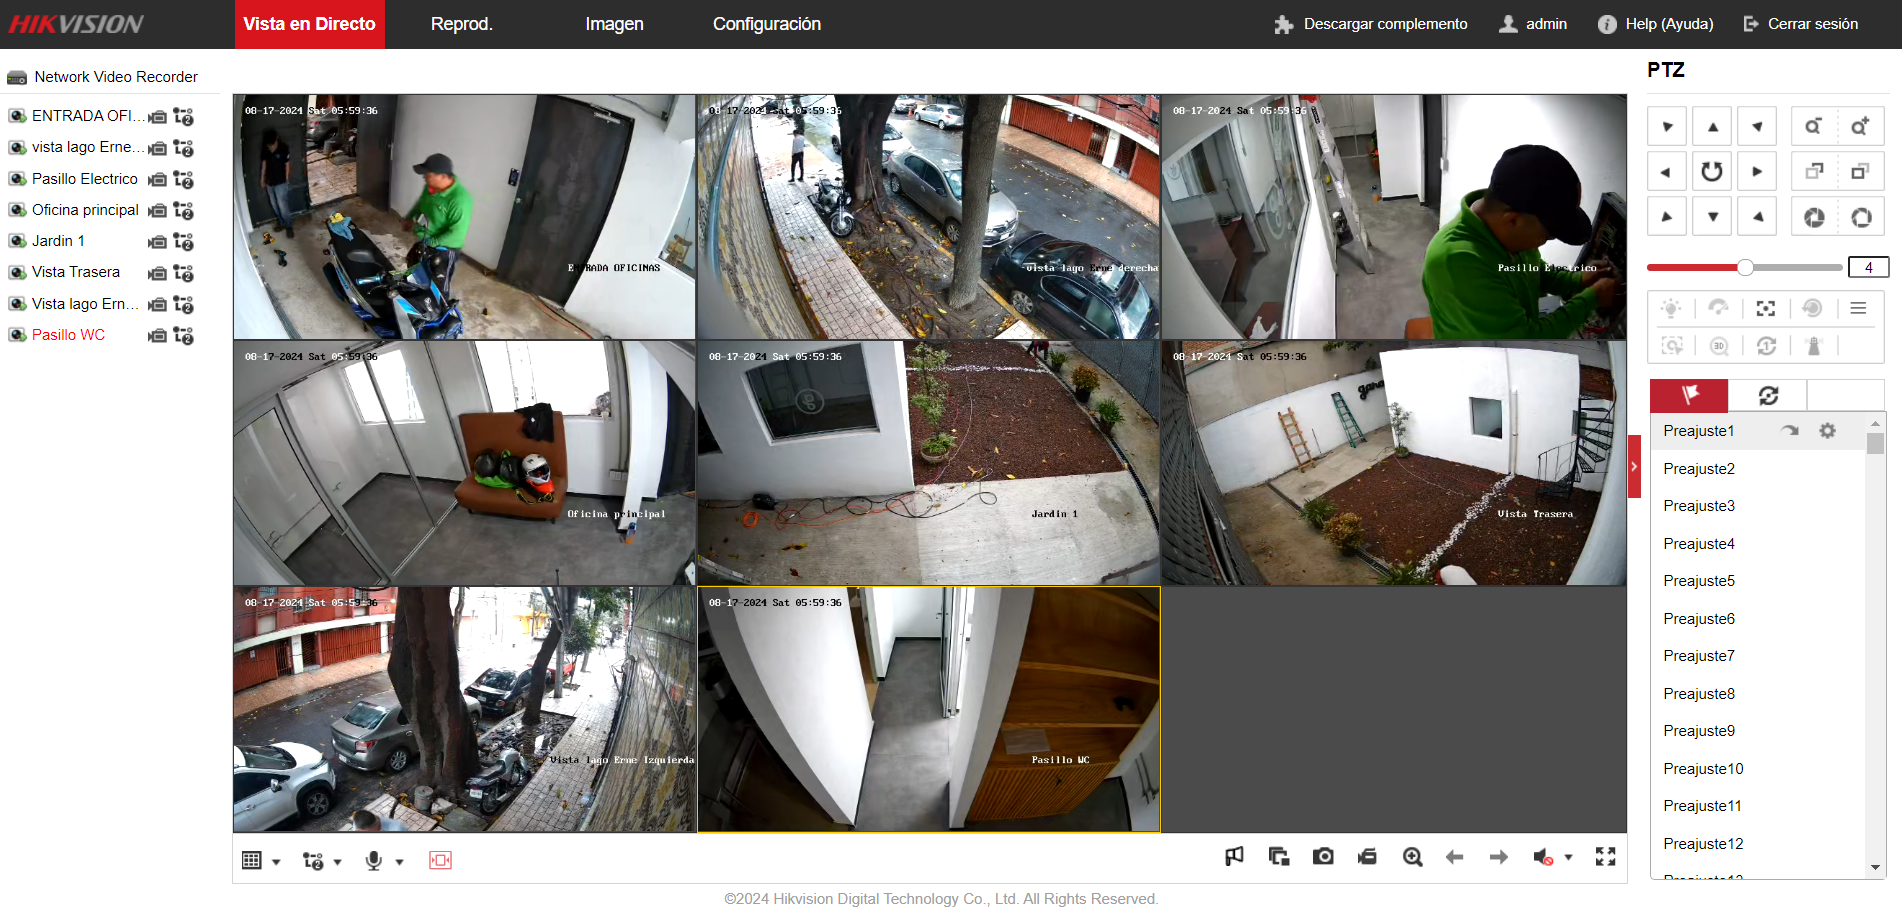 HIKVISION
Vista en Directo
Reprod.
Imagen
Configuración
Descargar complemento
admin
Help (Ayuda)
Cerrar sesión
Network Video Recorder
ENTRADA OFI...
vista lago Erne...
Pasillo Electrico
Oficina principal
Jardin 1
Vista Trasera
Vista lago Ern...
Pasillo WC
08-17-2024 Sat 05:59:36
ENTRADA OFICINAS
08-17-2024 Sat 05:59:36
vista lago Erne derecha
08-17-2024 Sat 05:59:36
Pasillo Electrico
08-17-2024 Sat 05:59:36
Oficina principal
08-17-2024 Sat 05:59:36
Jardin 1
08-17-2024 Sat 05:59:36
Vista Trasera
08-17-2024 Sat 05:59:36
Vista lago Erne Izquierda
08-17-2024 Sat 05:59:36
Pasillo WC
PTZ
4
3D
Preajuste1
Preajuste2
Preajuste3
Preajuste4
Preajuste5
Preajuste6
Preajuste7
Preajuste8
Preajuste9
Preajuste10
Preajuste11
Preajuste12
©2024 Hikvision Digital Technology Co., Ltd. All Rights Reserved.